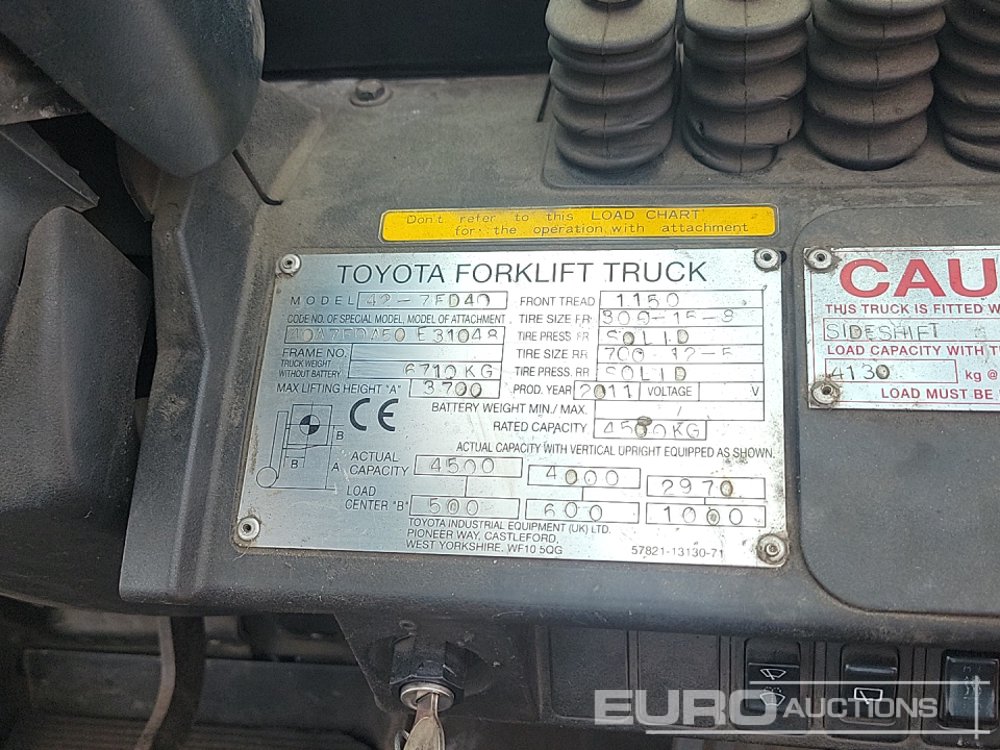 Don't refer to this LOAD CHART
for the operation with attachment
TOYOTA FORKLIFT TRUCK
MODEL 42-7FD40
CODE NO. OF SPECIAL MODEL, MODEL OF ATTACHMENT
40A7FDA50 E31048
FRAME NO.
TRUCK WEIGHT
WITHOUT BATTERY 6710KG
MAX LIFTING HEIGHT "A" 3700
FRONT TREAD 1150
TIRE SIZE FR 300-15-8
TIRE PRESS. FR SOLID
TIRE SIZE RR 700-12-5
TIRE PRESS. RR SOLID
PROD. YEAR 2011 VOLTAGE V
BATTERY WEIGHT MIN./MAX. /
RATED CAPACITY 4500KG
ACTUAL CAPACITY WITH VERTICAL UPRIGHT EQUIPPED AS SHOWN.
CE
B
B A
ACTUAL
CAPACITY 4500 4000 2970
LOAD
CENTER "B" 500 600 1000
TOYOTA INDUSTRIAL EQUIPMENT (UK) LTD.
PIONEER WAY, CASTLEFORD,
WEST YORKSHIRE. WF10 5QG 57821-13130-71
CAU
THIS TRUCK IS FITTED W
SIDESHIFT
LOAD CAPACITY WITH T
4130 kg @
LOAD MUST BE
EUROAUCTIONS